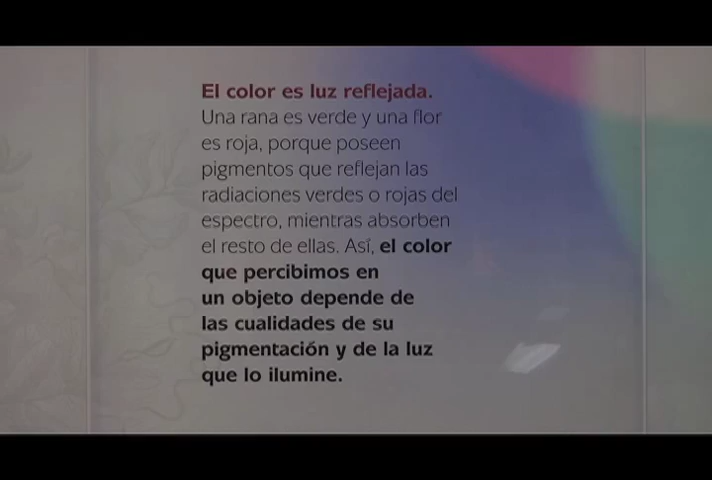 El color es luz reflejada.
Una rana es verde y una flor
es roja, porque poseen
pigmentos que reflejan las
radiaciones verdes o rojas del
espectro, mientras absorben
el resto de ellas. Así, el color
que percibimos en
un objeto depende de
las cualidades de su
pigmentación y de la luz
que lo ilumine.